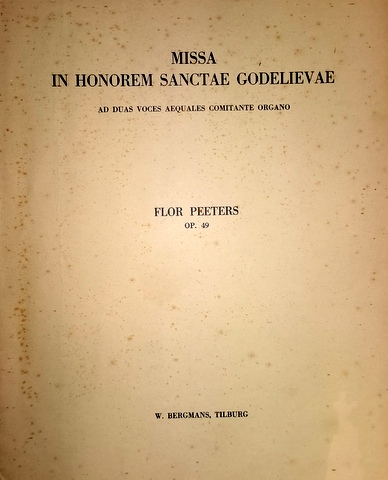 MISSA
IN HONOREM SANCTAE GODELIEVAE
AD DUAS VOCES AEQUALES COMITANTE ORGANO
FLOR PEETERS
OP. 49
W. BERGMANS, TILBURG